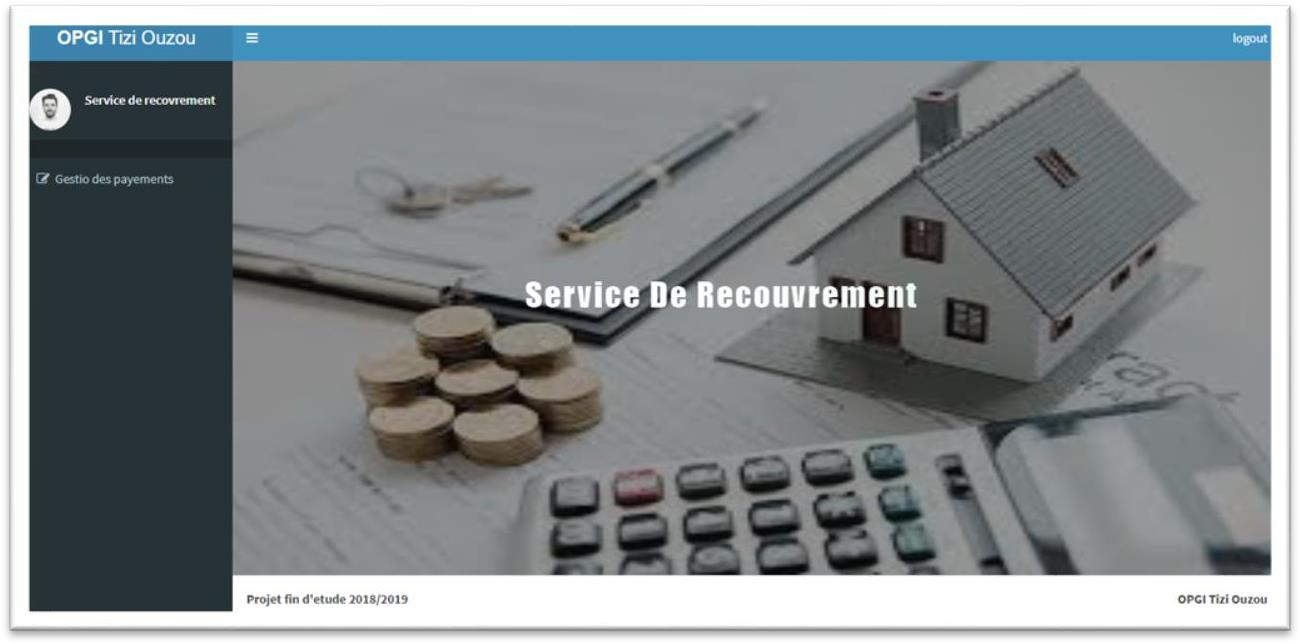 OPGI Tizi Ouzou
logout
Service de recovrement
Gestio des payements
Service De Recouvrement
Projet fin d'etude 2018/2019
OPGI Tizi Ouzou